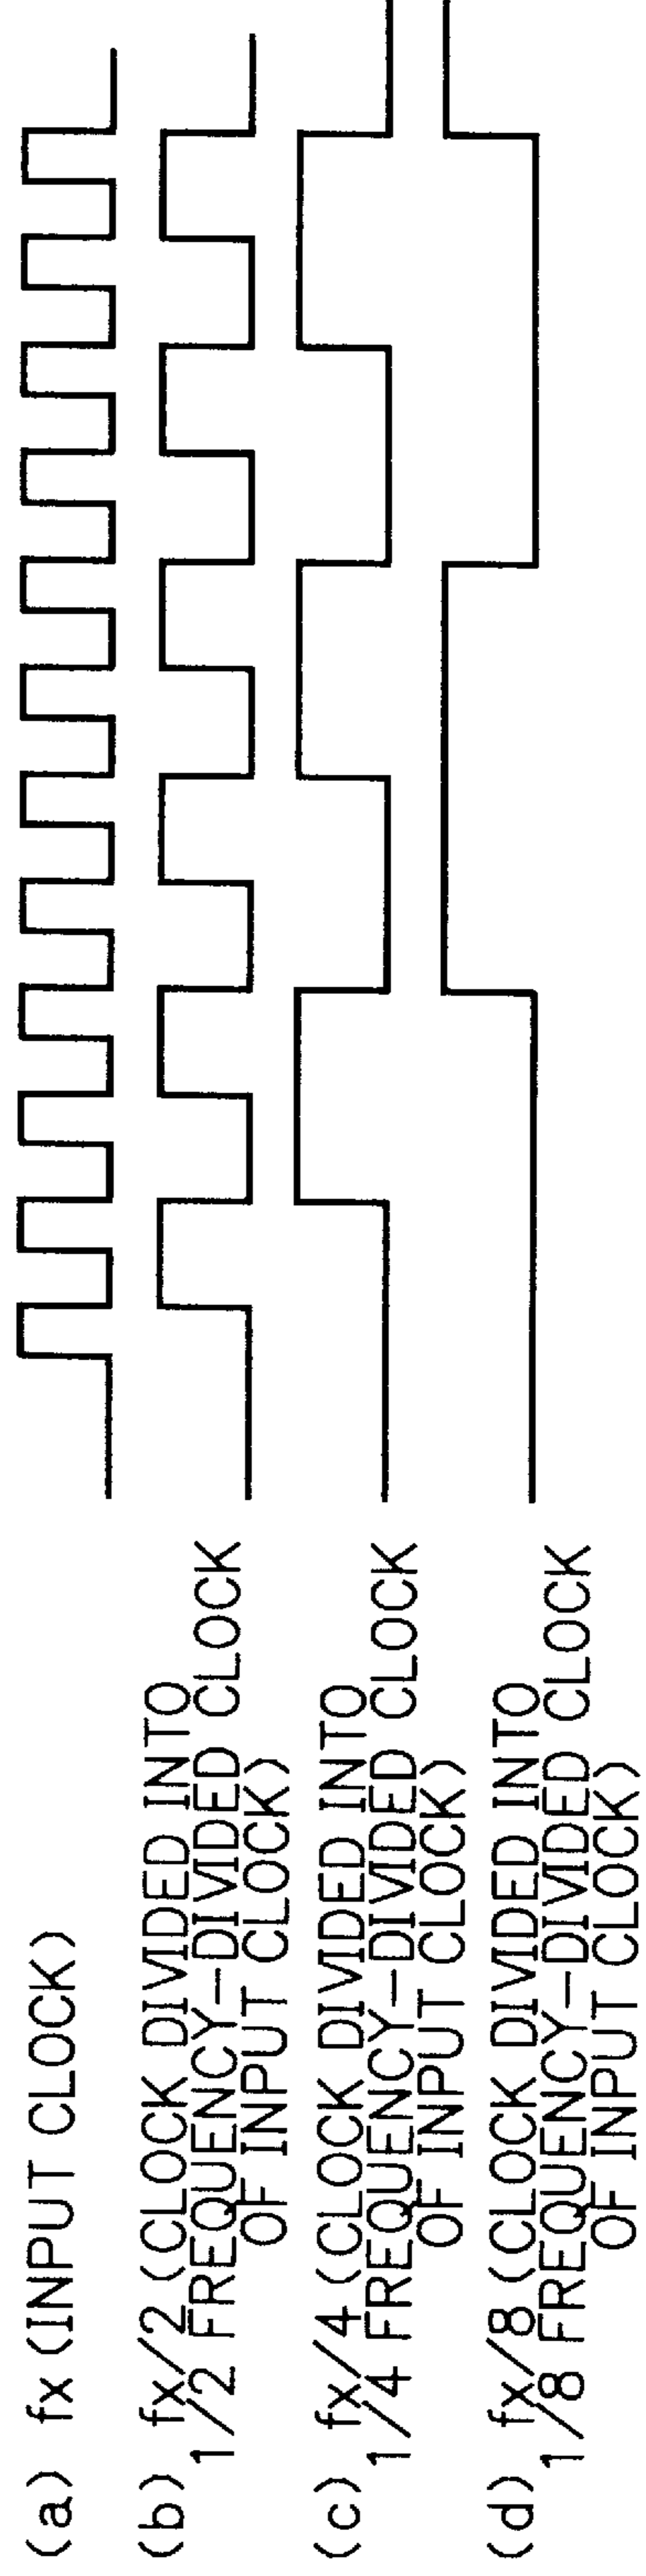 (a) fx (INPUT CLOCK)
(b) fx/2 (CLOCK DIVIDED INTO
1/2 FREQUENCY-DIVIDED CLOCK
OF INPUT CLOCK)
(c) fx/4 (CLOCK DIVIDED INTO
1/4 FREQUENCY-DIVIDED CLOCK
OF INPUT CLOCK)
(d) fx/8 (CLOCK DIVIDED INTO
1/8 FREQUENCY-DIVIDED CLOCK
OF INPUT CLOCK)